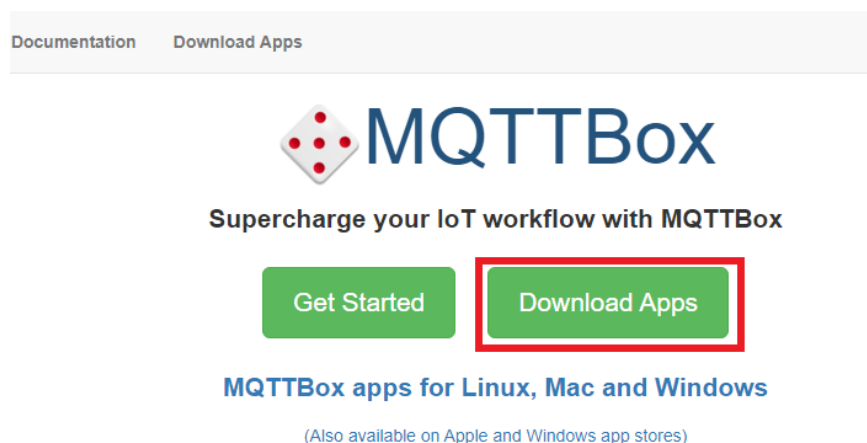 Documentation Download Apps
MQTTBox
Supercharge your IoT workflow with MQTTBox
Get Started Download Apps
MQTTBox apps for Linux, Mac and Windows
(Also available on Apple and Windows app stores)